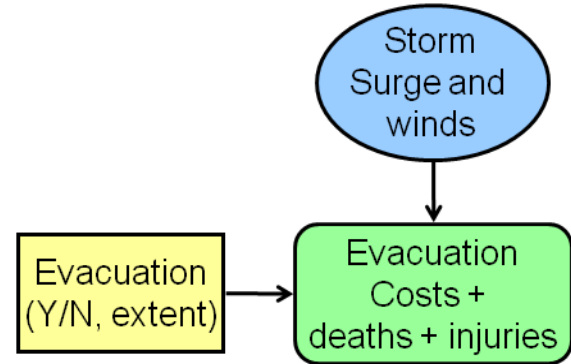 Storm
Surge and
winds
Evacuation
(Y/N, extent)
Evacuation
Costs +
deaths + injuries